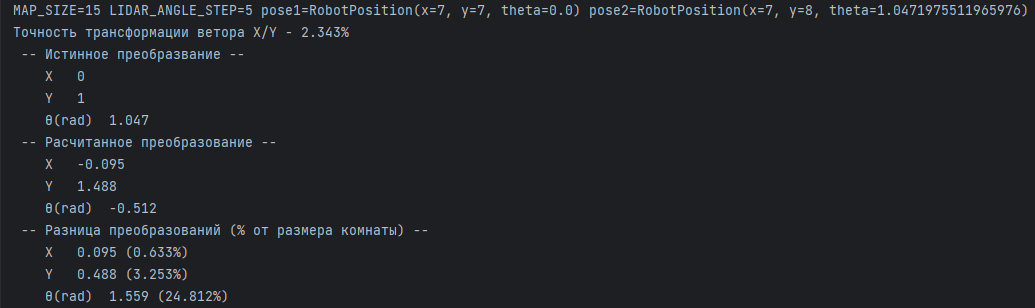 MAP_SIZE=15 LIDAR_ANGLE_STEP=5 pose1=RobotPosition(x=7, y=7, theta=0.0) pose2=RobotPosition(x=7, y=8, theta=1.0471975511965976)
Точность трансформации вектора X/Y - 2.343%
-- Истинное преобразвание --
X 0
Y 1
θ(rad) 1.047
-- Расчитанное преобразование --
X -0.095
Y 1.488
θ(rad) -0.512
-- Разница преобразований (% от размера комнаты) --
X 0.095 (0.633%)
Y 0.488 (3.253%)
θ(rad) 1.559 (24.812%)